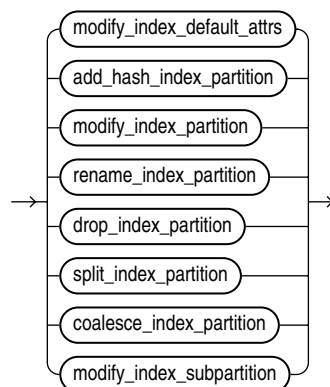 modify_index_default_attrs
add_hash_index_partition
modify_index_partition
rename_index_partition
drop_index_partition
split_index_partition
coalesce_index_partition
modify_index_subpartition